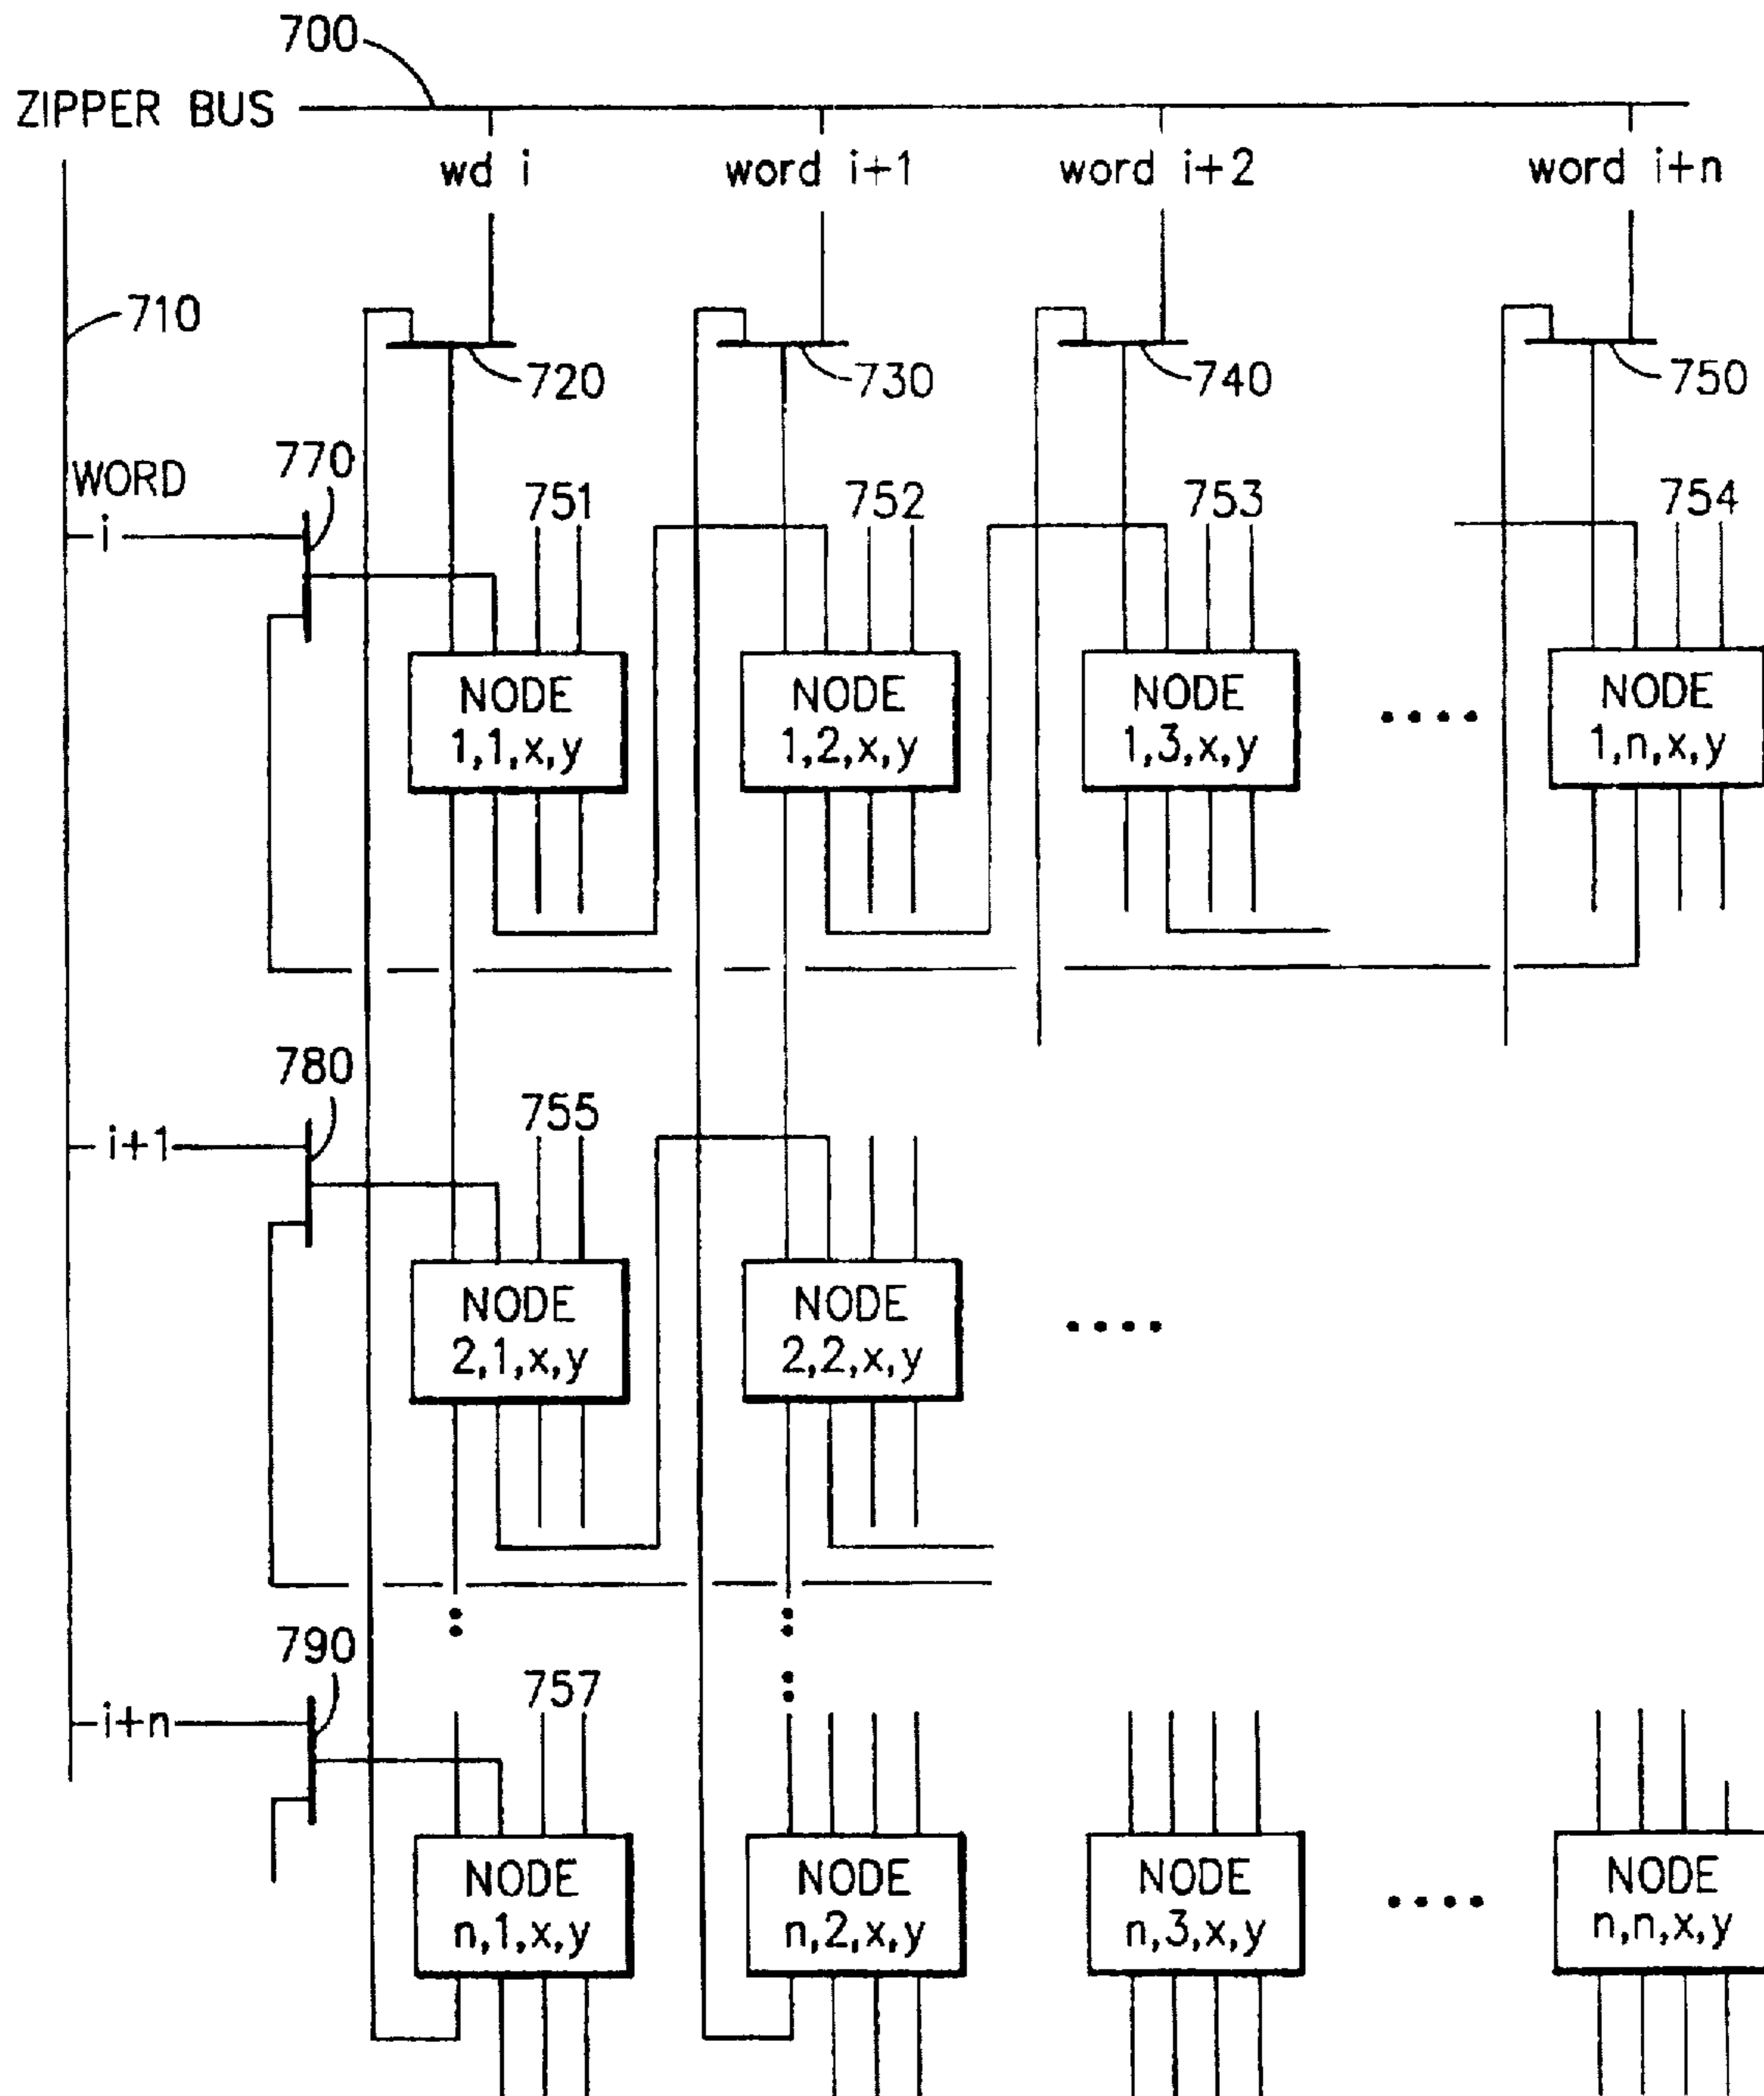 700
ZIPPER BUS
wd i
word i+1
word i+2
word i+n
710
720
730
740
750
WORD
i
770
751
752
753
754
NODE
1,1,x,y
NODE
1,2,x,y
NODE
1,3,x,y
NODE
1,n,x,y
780
i+1
755
NODE
2,1,x,y
NODE
2,2,x,y
790
i+n
757
NODE
n,1,x,y
NODE
n,2,x,y
NODE
n,3,x,y
NODE
n,n,x,y